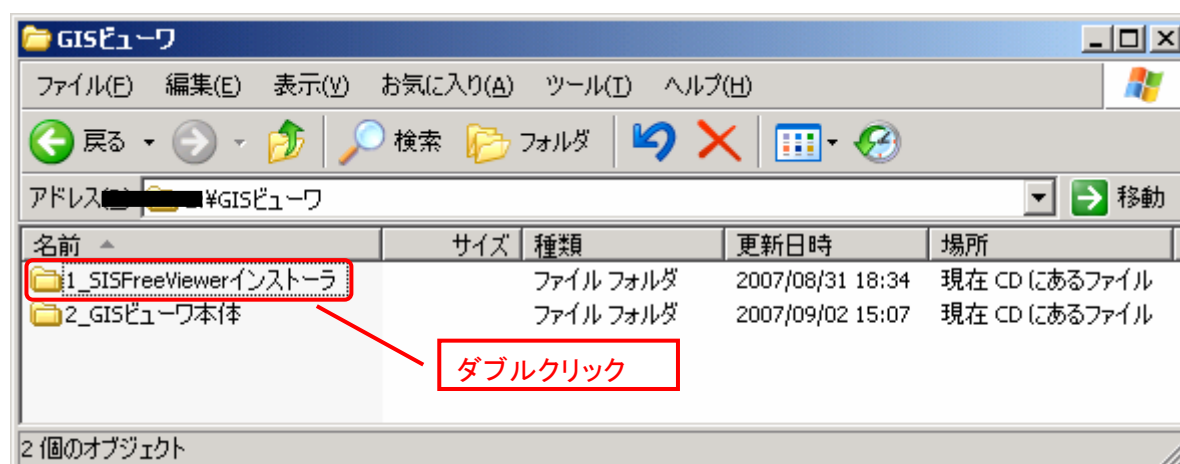 GISビューワ
ファイル(F) 編集(E) 表示(V) お気に入り(A) ツール(T) ヘルプ(H)
戻る 検索 フォルダ
アドレス ¥GISビューワ 移動
名前 サイズ 種類 更新日時 場所
1_SISFreeViewerインストーラ ファイル フォルダ 2007/08/31 18:34 現在 CD にあるファイル
2_GISビューワ本体 ファイル フォルダ 2007/09/02 15:07 現在 CD にあるファイル
ダブルクリック
2 個のオブジェクト